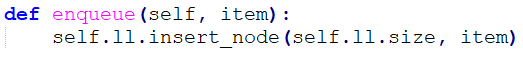 def enqueue(self, item):
    self.ll.insert_node(self.ll.size, item)